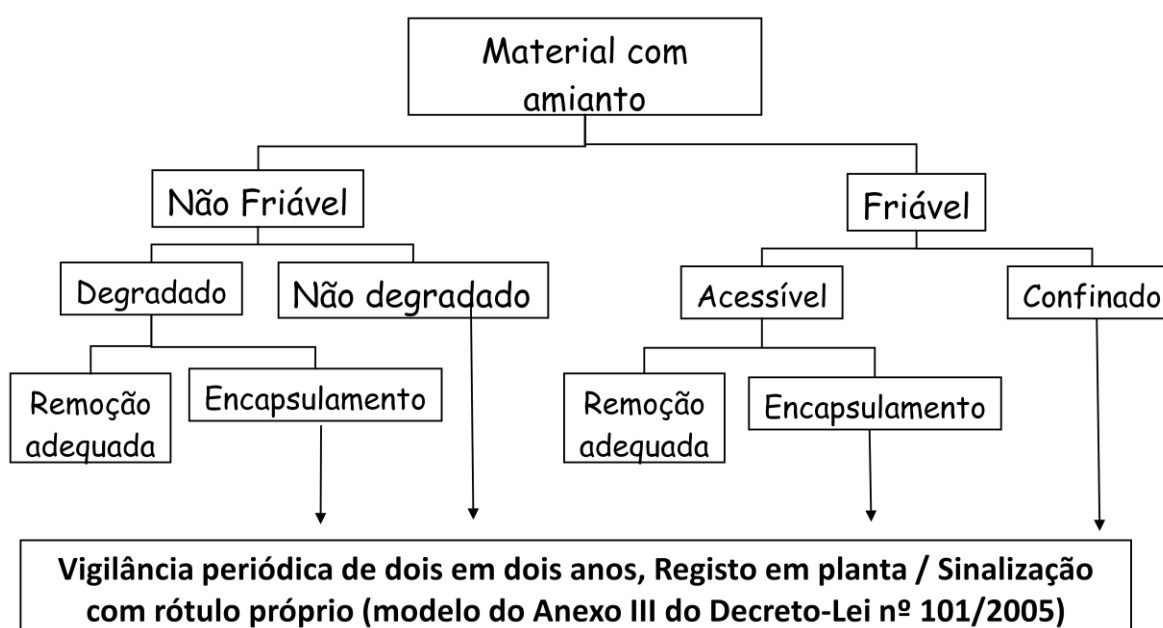 Material com
amianto
Não Friável
Friável
Degradado
Não degradado
Acessível
Confinado
Remoção
adequada
Encapsulamento
Remoção
adequada
Encapsulamento
Vigilância periódica de dois em dois anos, Registo em planta / Sinalização
com rótulo próprio (modelo do Anexo III do Decreto-Lei nº 101/2005)